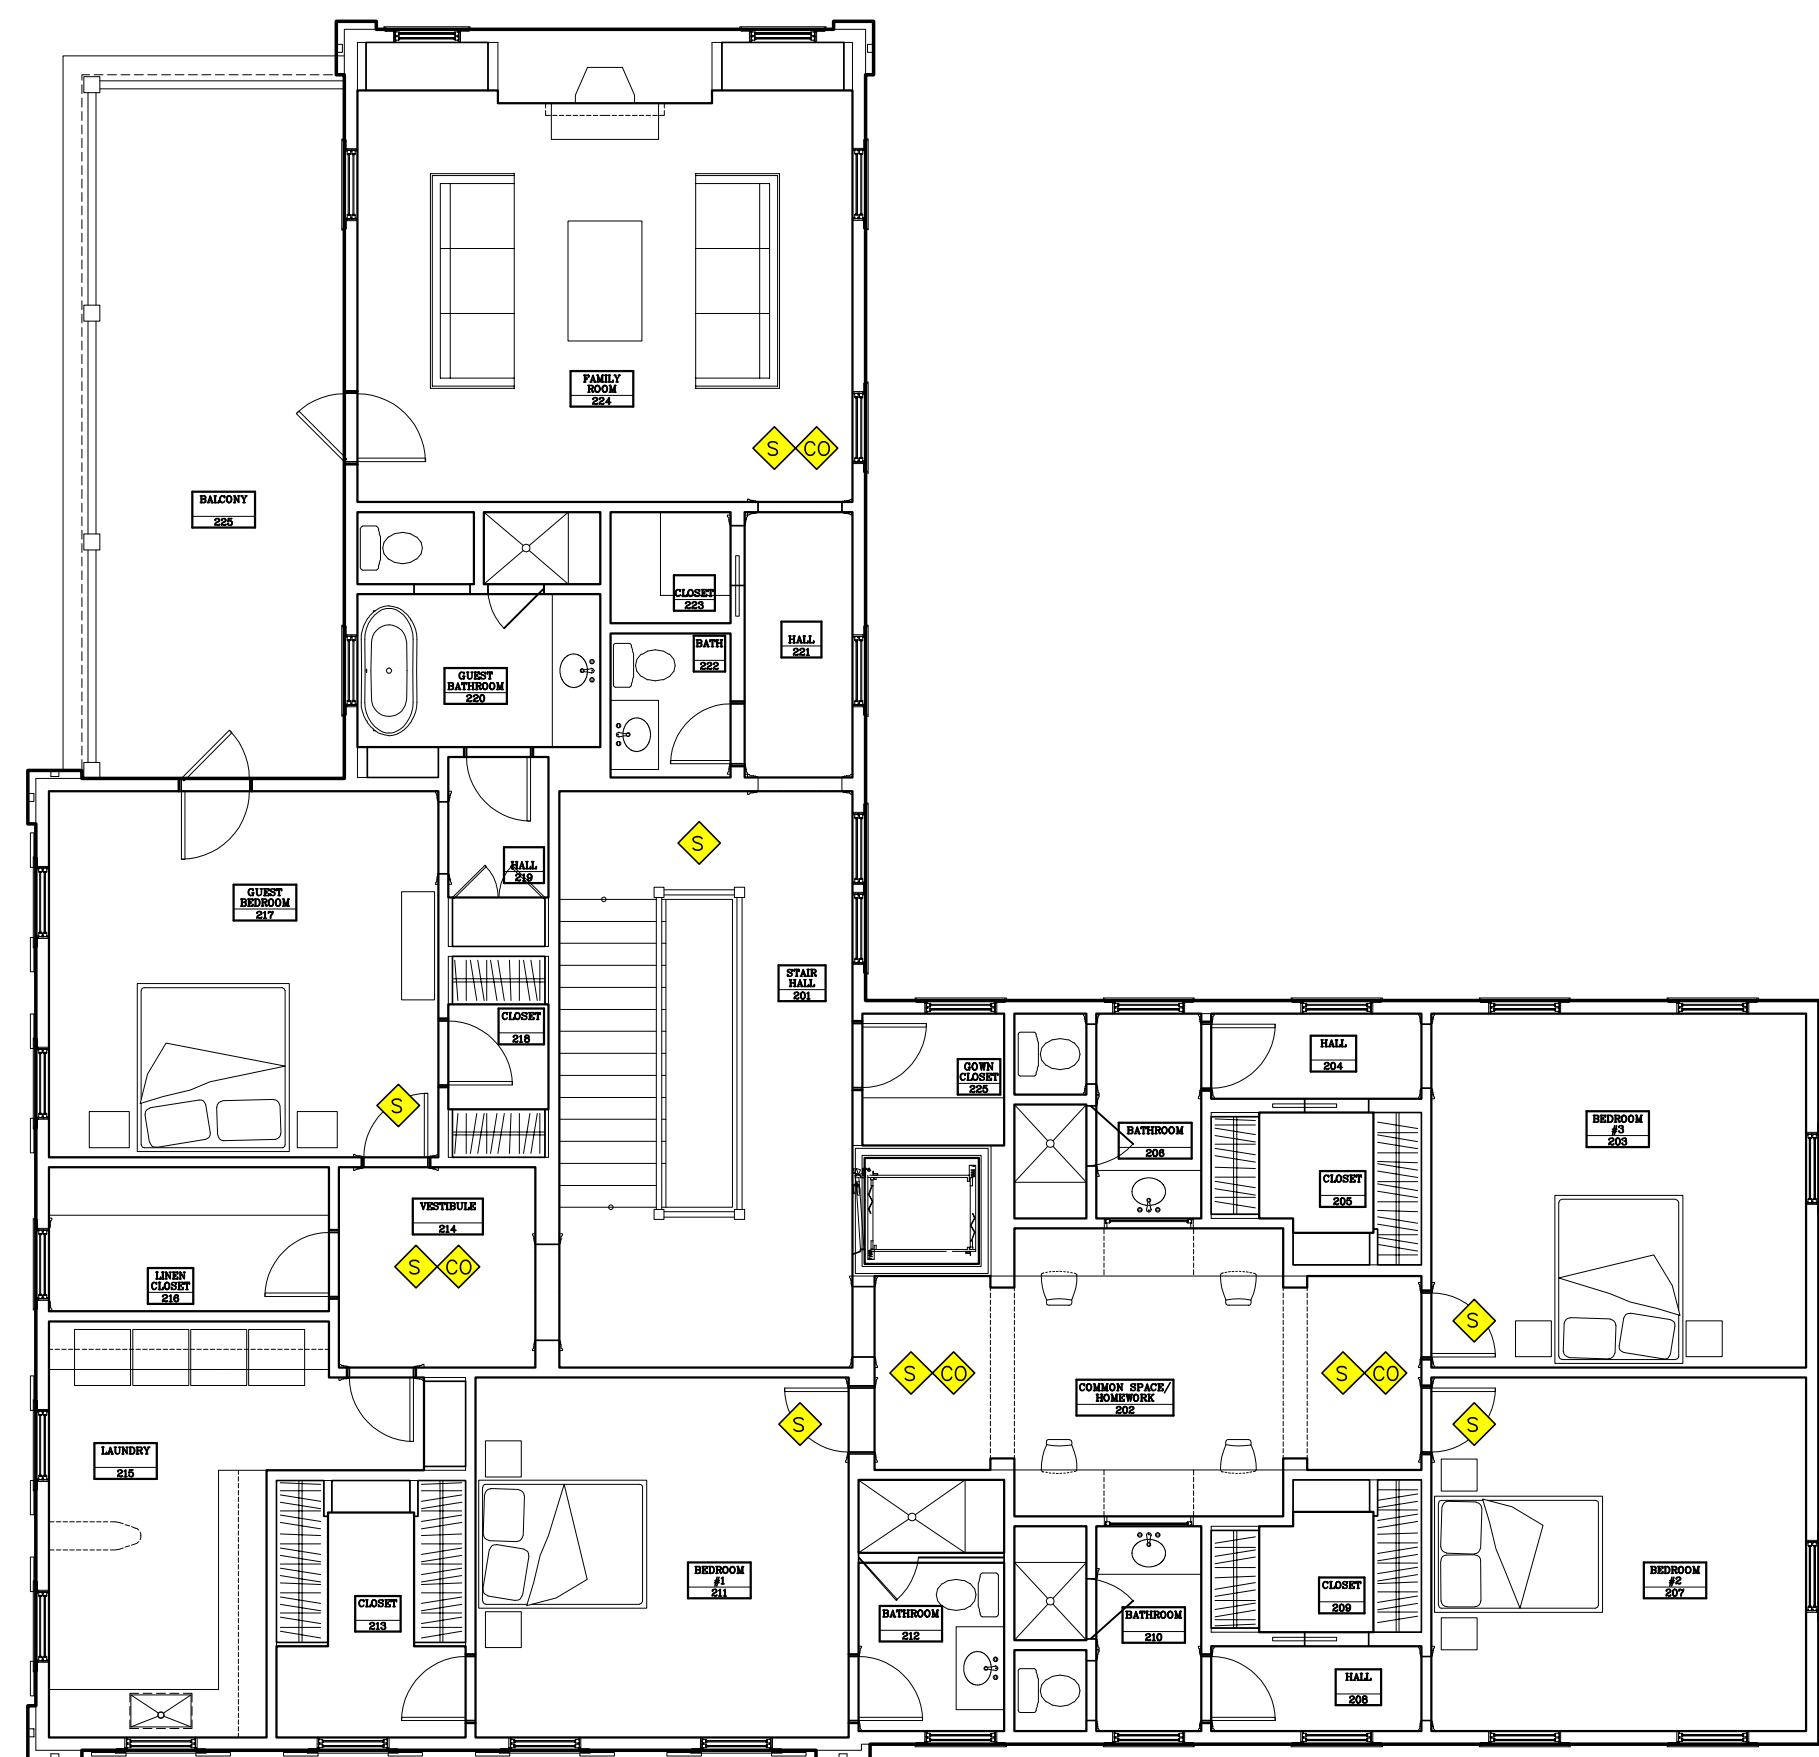 FAMILY
ROOM
224
S CO
BALCONY
225
CLOSET
223
HALL
221
BATH
222
GUEST
BATHROOM
220
S
HALL
219
GUEST
BEDROOM
217
STAIR
HALL
201
CLOSET
218
HALL
204
GOWN
CLOSET
225
S
BEDROOM
#3
203
BATHROOM
206
CLOSET
205
VESTIBULE
214
S CO
LINEN
CLOSET
216
S
S CO
S CO
COMMON SPACE/
HOMEWORK
202
S
S
LAUNDRY
215
BEDROOM
#1
211
BEDROOM
#2
207
CLOSET
209
CLOSET
213
BATHROOM
212
BATHROOM
210
HALL
208